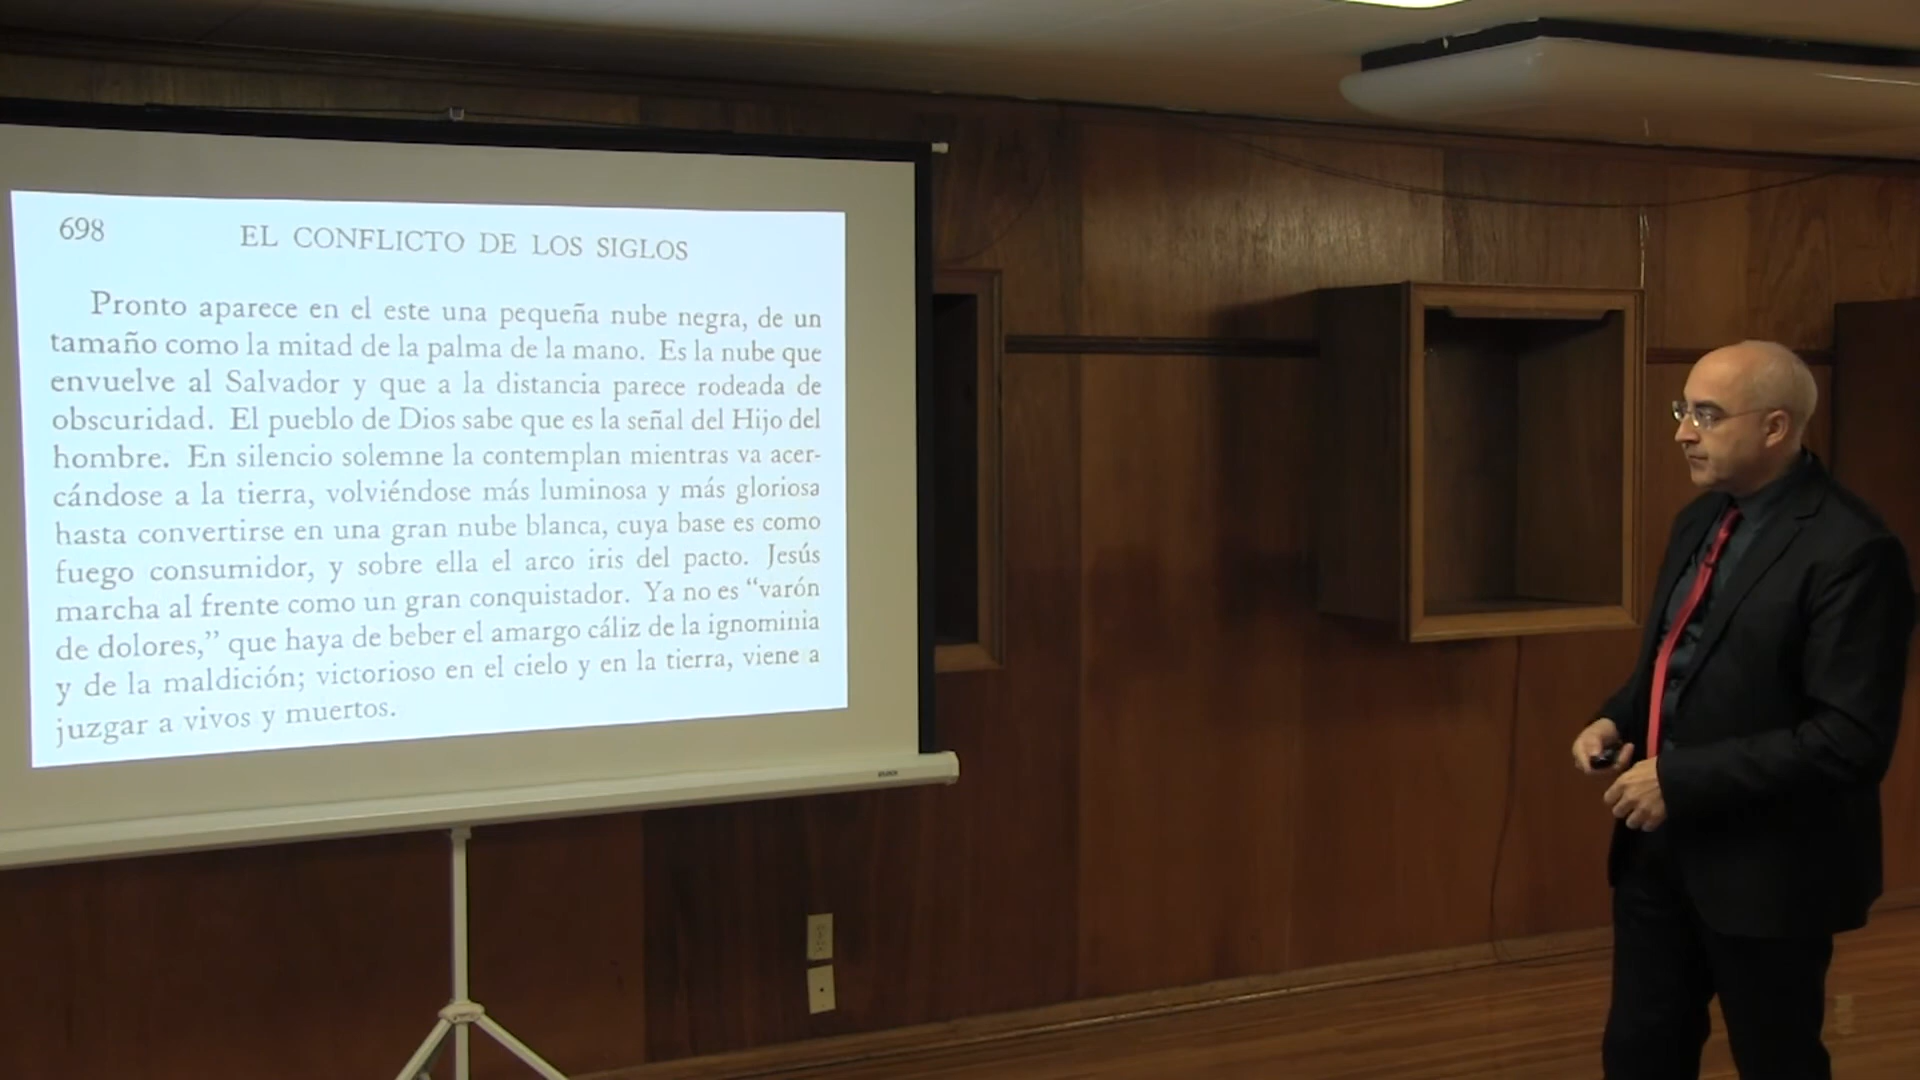 698
EL CONFLICTO DE LOS SIGLOS
Pronto aparece en el este una pequeña nube negra, de un
tamaño como la mitad de la palma de la mano. Es la nube que
envuelve al Salvador y que a la distancia parece rodeada de
obscuridad. El pueblo de Dios sabe que es la señal del Hijo del
hombre. En silencio solemne la contemplan mientras va acer-
cándose a la tierra, volviéndose más luminosa y más gloriosa
hasta convertirse en una gran nube blanca, cuya base es como
fuego consumidor, y sobre ella el arco iris del pacto. Jesús
marcha al frente como un gran conquistador. Ya no es “varón
de dolores,” que haya de beber el amargo cáliz de la ignominia
y de la maldición; victorioso en el cielo y en la tierra, viene a
juzgar a vivos y muertos.